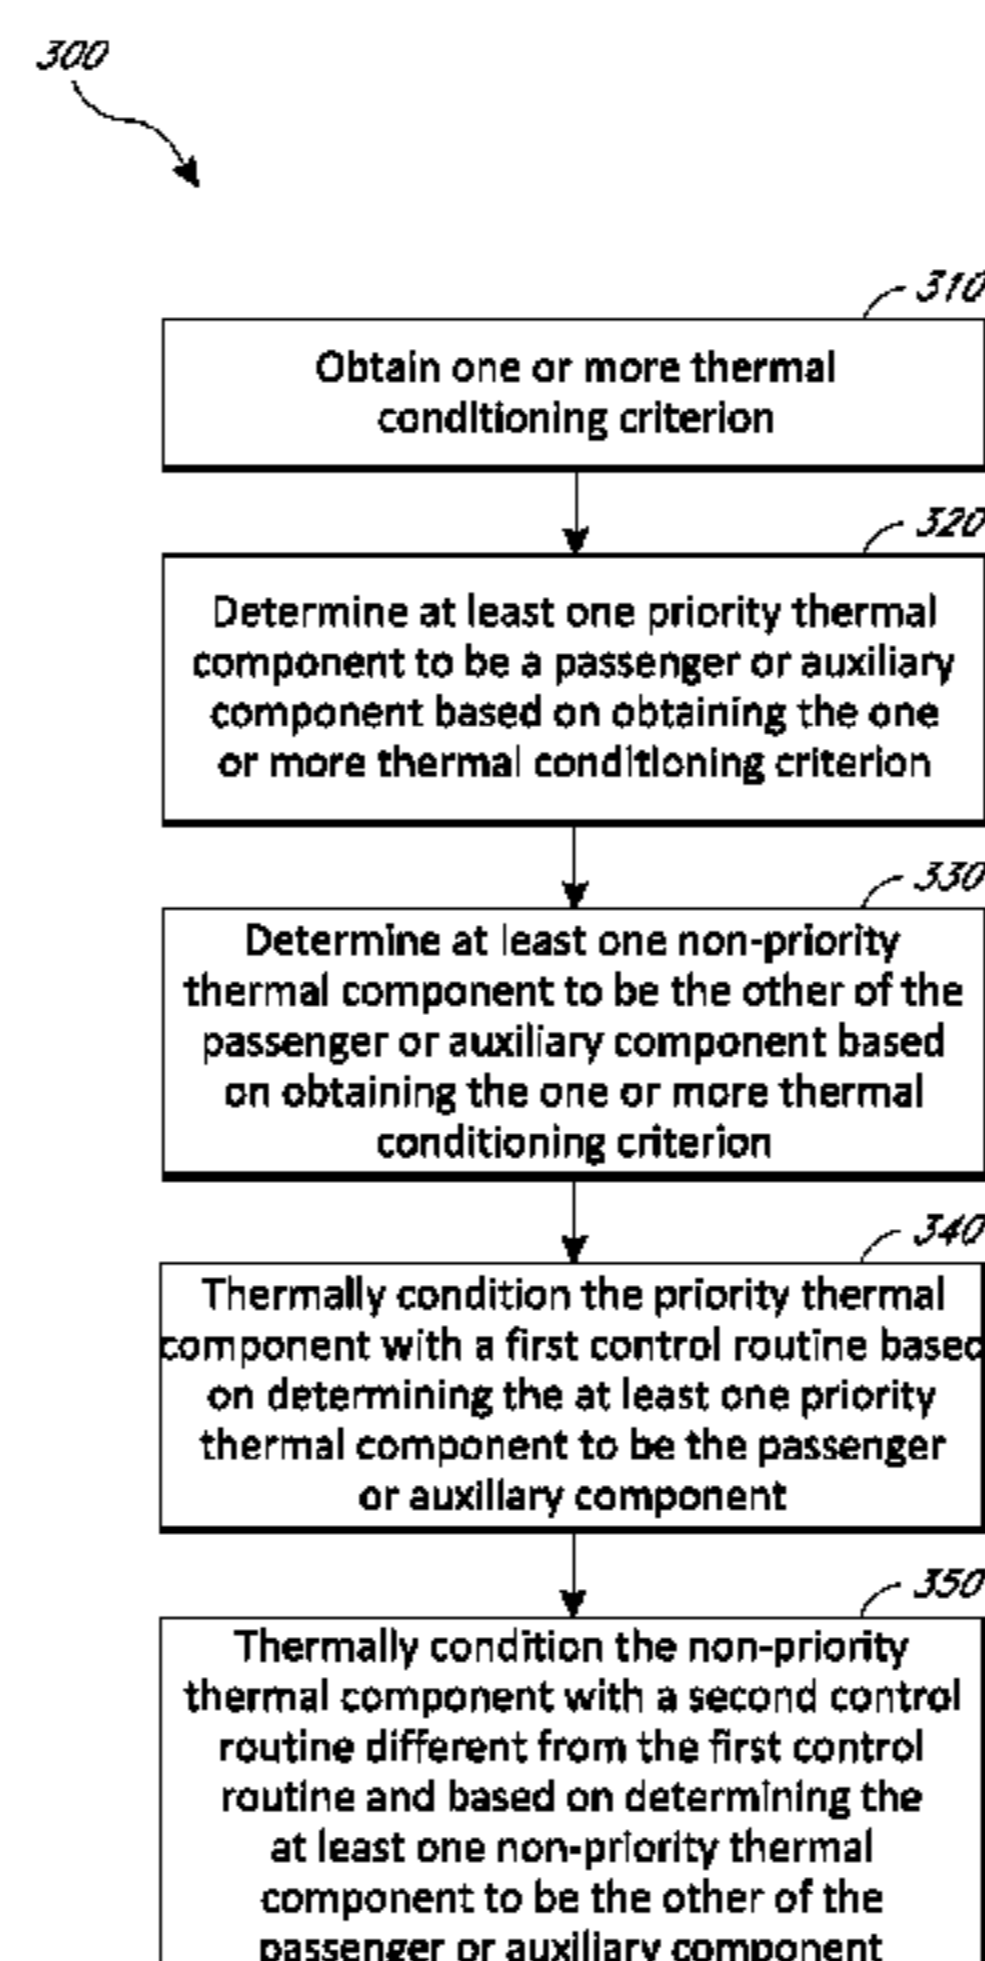 300
310
Obtain one or more thermal
conditioning criterion
320
Determine at least one priority thermal
component to be a passenger or auxiliary
component based on obtaining the one
or more thermal conditioning criterion
330
Determine at least one non-priority
thermal component to be the other of the
passenger or auxiliary component based
on obtaining the one or more thermal
conditioning criterion
340
Thermally condition the priority thermal
component with a first control routine based
on determining the at least one priority
thermal component to be the passenger
or auxiliary component
350
Thermally condition the non-priority
thermal component with a second control
routine different from the first control
routine and based on determining the
at least one non-priority thermal
component to be the other of the
passenger or auxiliary component